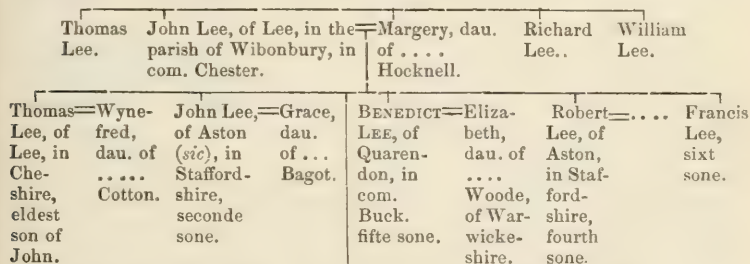 Thomas Lee.
John Lee, of Lee, in the parish of Wibonbury, in com. Chester.
Margery, dau. of .... Hocknell.
Richard Lee..
William Lee.
Thomas Lee, of Lee, in Cheshire, eldest son of John.
Wynefred, dau. of ..... Cotton.
John Lee, of Aston (sic), in Staffordshire, seconde sone.
Grace, dau. of ... Bagot.
BENEDICT LEE, of Quarendon, in com. Buck. fifte sone.
Elizabeth, dau. of .... Woode, of Warwickeshire.
Robert Lee, of Aston, in Staffordshire, fourth sone.
....
Francis Lee, sixt sone.